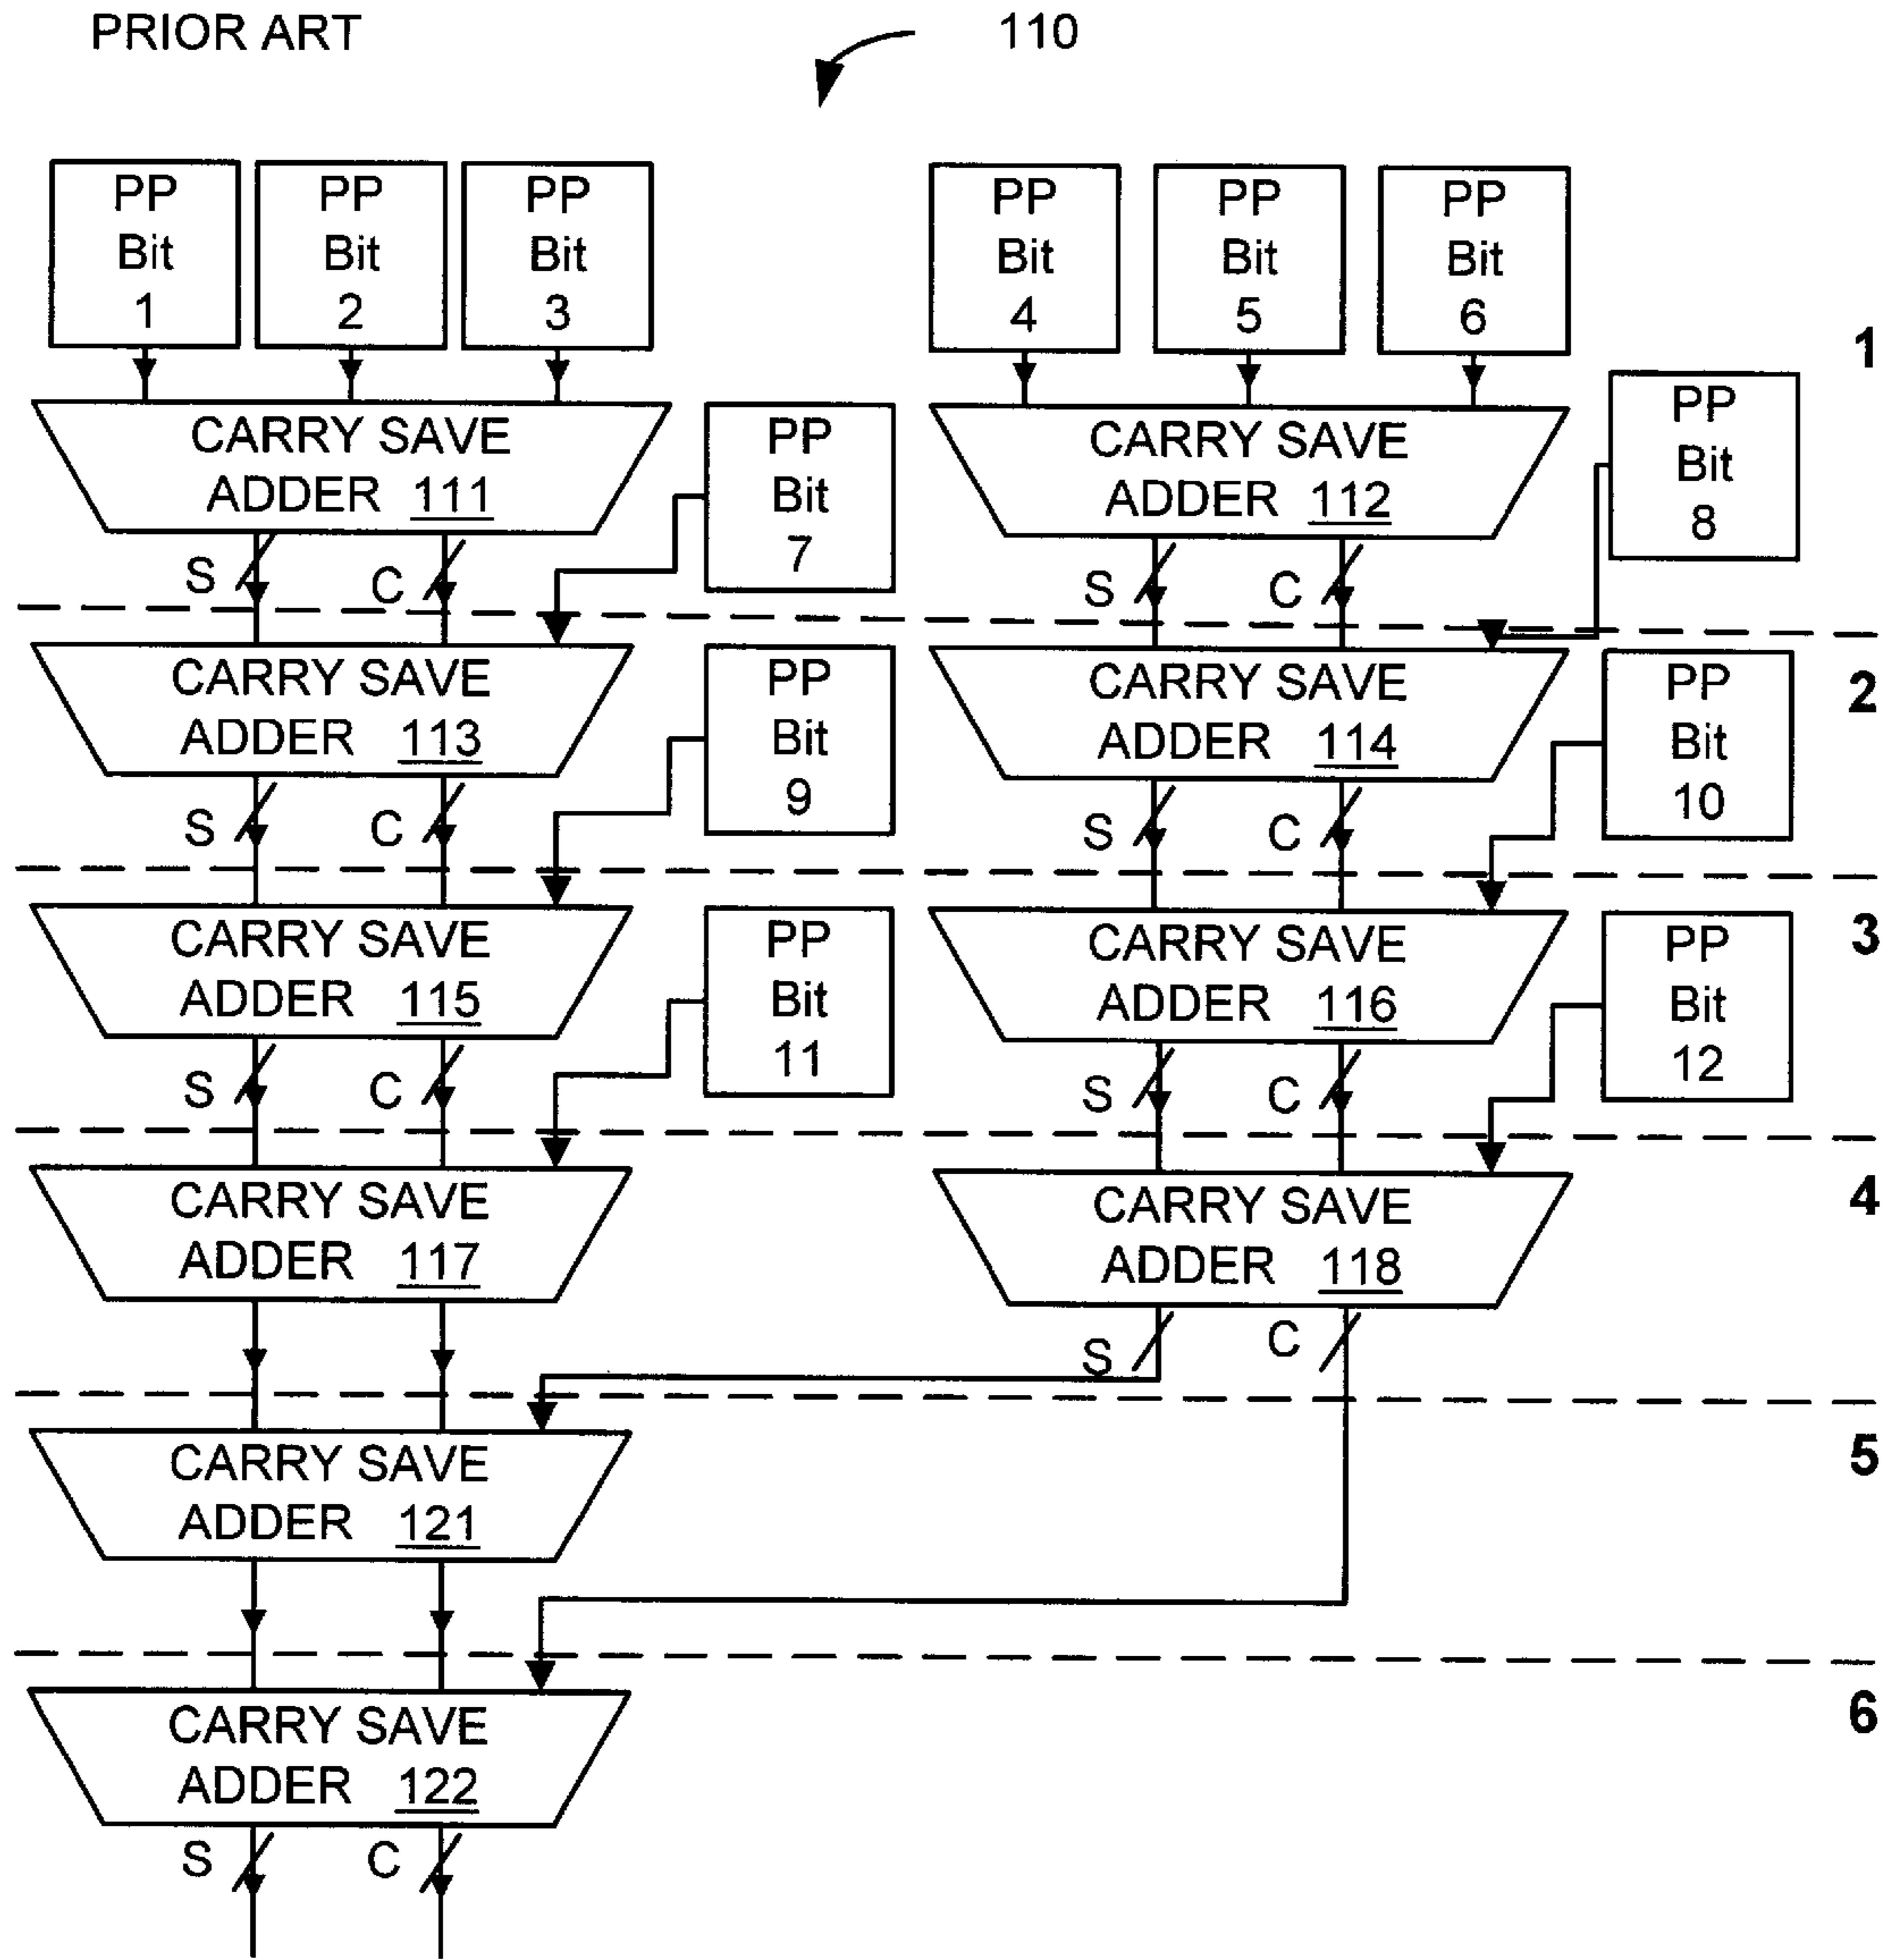 PRIOR ART
110
PP
Bit
1
PP
Bit
2
PP
Bit
3
PP
Bit
4
PP
Bit
5
PP
Bit
6
1
CARRY SAVE
ADDER 111
PP
Bit
7
CARRY SAVE
ADDER 112
PP
Bit
8
S
C
S
C
CARRY SAVE
ADDER 113
PP
Bit
9
CARRY SAVE
ADDER 114
PP
Bit
10
2
S
C
S
C
CARRY SAVE
ADDER 115
PP
Bit
11
CARRY SAVE
ADDER 116
PP
Bit
12
3
S
C
S
C
CARRY SAVE
ADDER 117
CARRY SAVE
ADDER 118
4
S
C
CARRY SAVE
ADDER 121
5
CARRY SAVE
ADDER 122
6
S
C